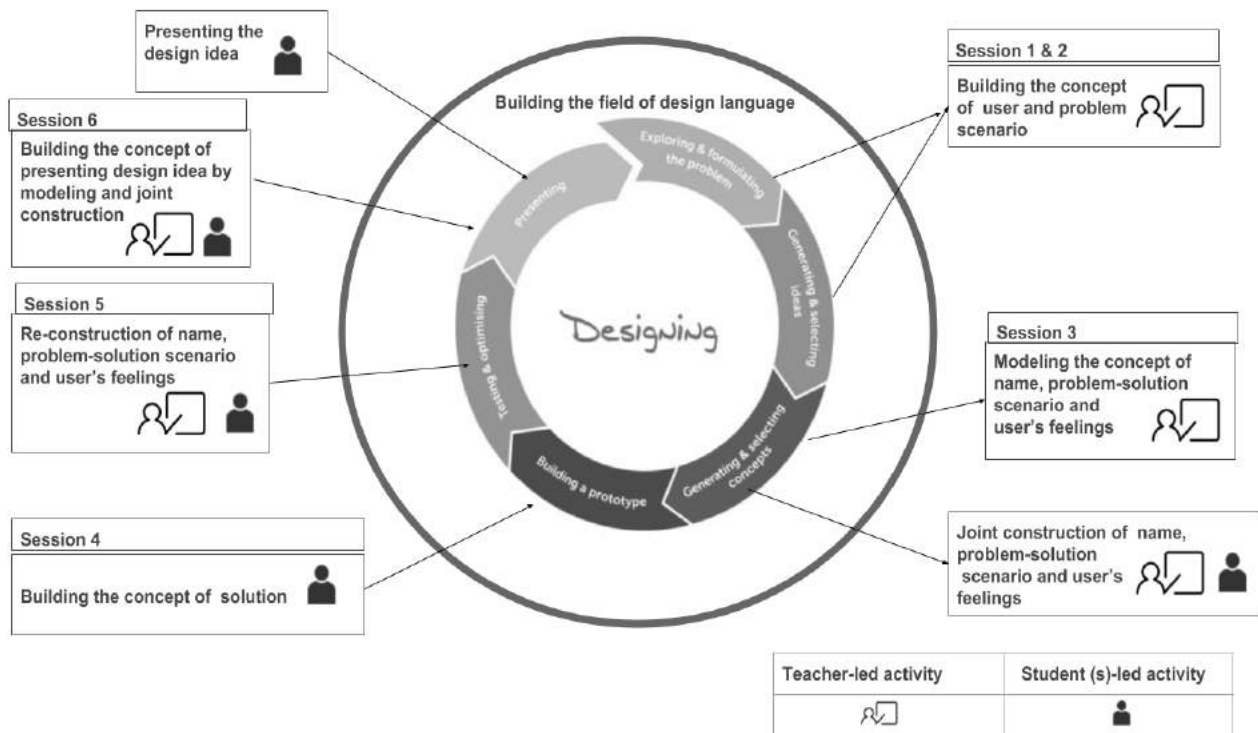 Presenting the
design idea
Session 6
Building the concept of
presenting design idea by
modeling and joint
construction
Session 5
Re-construction of name,
problem-solution scenario
and user's feelings
Session 4
Building the concept of solution
Building the field of design language
Exploring & formulating
the problem
Generating & selecting
ideas
Generating & selecting
concepts
Building a prototype
Testing & optimising
Presenting
Designing
Session 1 & 2
Building the concept
of user and problem
scenario
Session 3
Modeling the concept of
name, problem-solution
scenario and
user's feelings
Joint construction of name,
problem-solution
scenario and user's
feelings
Teacher-led activity
Student (s)-led activity